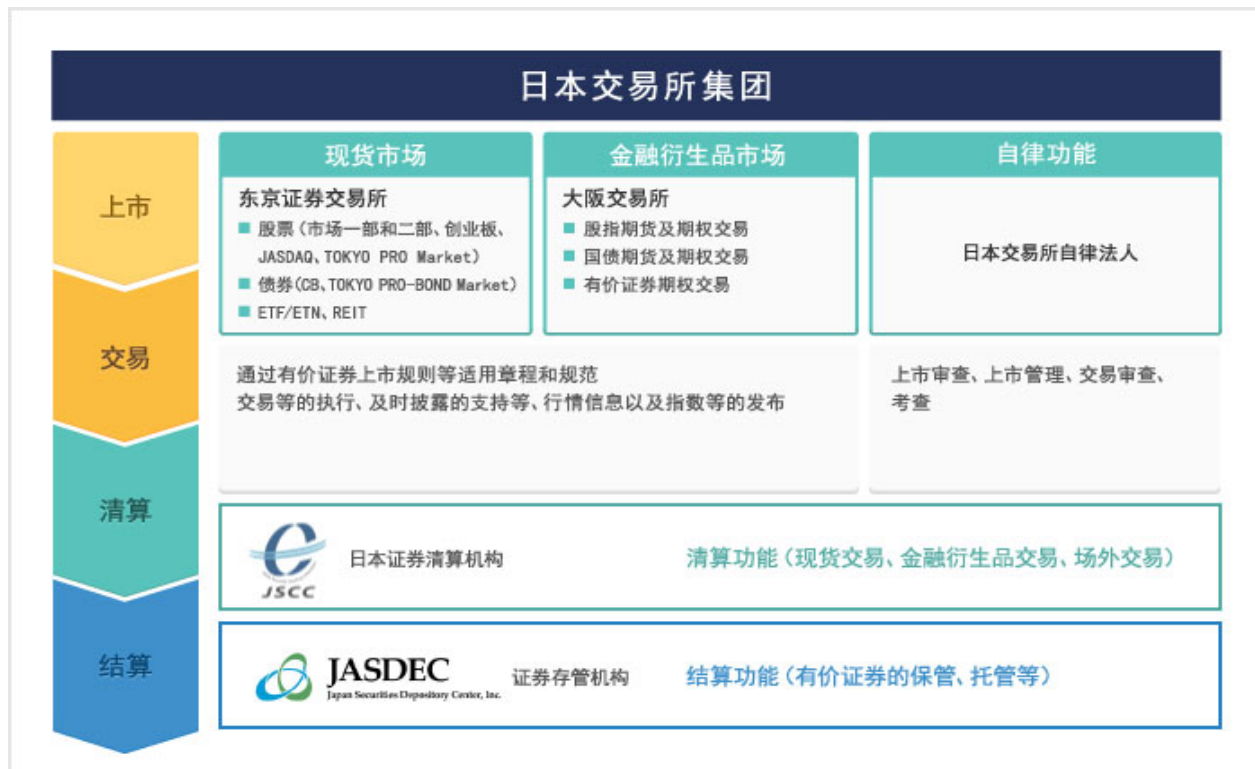 日本交易所集团
上市
交易
清算
结算
现货市场
东京证券交易所
股票(市场一部和二部、创业板、
JASDAQ、TOKYO PRO Market)
债券(CB、TOKYO PRO-BOND Market)
ETF/ETN、REIT
金融衍生品市场
大阪交易所
股指期货及期权交易
国债期货及期权交易
有价证券期权交易
自律功能
日本交易所自律法人
通过有价证券上市规则等适用章程和规范
交易等的执行、及时披露的支持等、行情信息以及指数等的发布
上市审查、上市管理、交易审查、
考查
JSCC
日本证券清算机构
清算功能(现货交易、金融衍生品交易、场外交易)
JASDEC
Japan Securities Depository Center, Inc.
证券存管机构
结算功能(有价证券的保管、托管等)